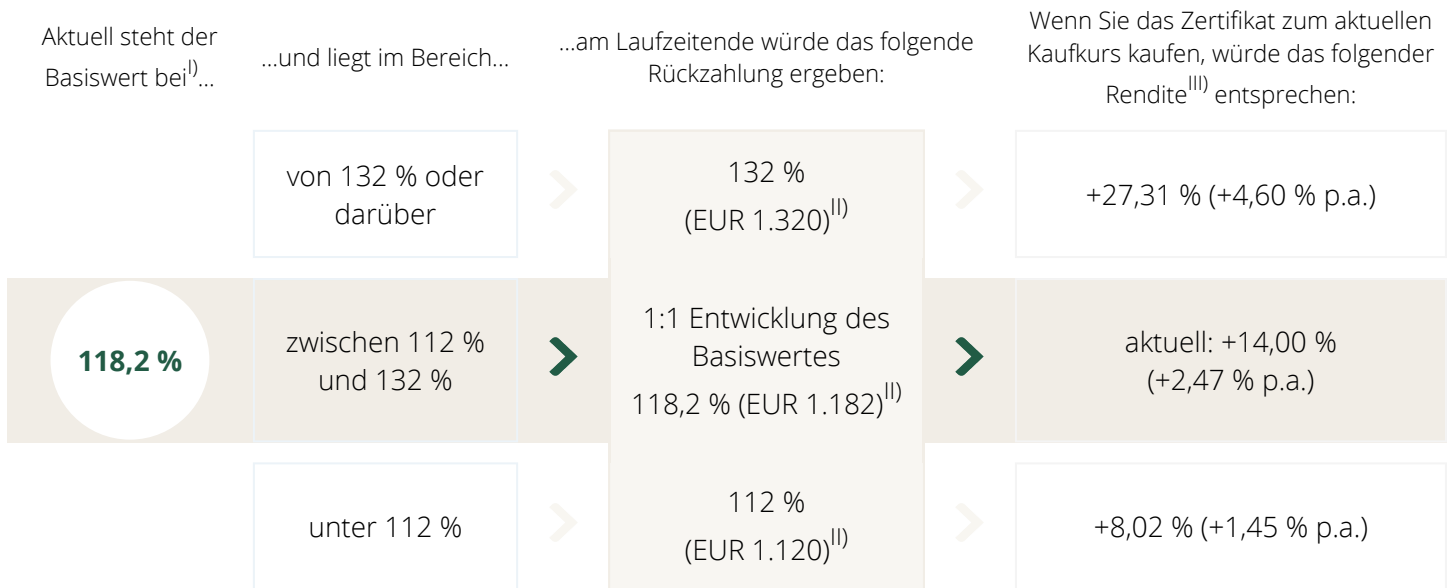 Aktuell steht der
Basiswert bei^I)...
...und liegt im Bereich...
...am Laufzeitende würde das folgende
Rückzahlung ergeben:
Wenn Sie das Zertifikat zum aktuellen
Kaufkurs kaufen, würde das folgender
Rendite^III) entsprechen:
von 132 % oder
darüber
132 %
(EUR 1.320)^II)
+27,31 % (+4,60 % p.a.)
118,2 %
zwischen 112 %
und 132 %
1:1 Entwicklung des
Basiswertes
118,2 % (EUR 1.182)^II)
aktuell: +14,00 %
(+2,47 % p.a.)
unter 112 %
112 %
(EUR 1.120)^II)
+8,02 % (+1,45 % p.a.)